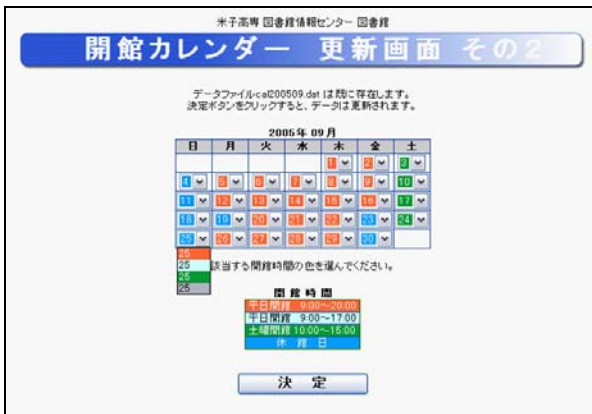 米子高専 図書館情報センター 図書館
開館カレンダー 更新画面 その2
データファイルcal200509.dat は既に存在します。
決定ボタンをクリックすると、データは更新されます。
2005年 09月
日 月 火 水 木 金 土
1 2 3
4 5 6 7 8 9 10
11 12 13 14 15 16 17
18 19 20 21 22 23 24
25 26 27 28 29 30
25
25 該当する開館時間の色を選んでください。
25
25
開館時間
平日開館 9:00～20:00
平日開館 9:00～17:00
土曜開館 10:00～15:00
休館日
決定